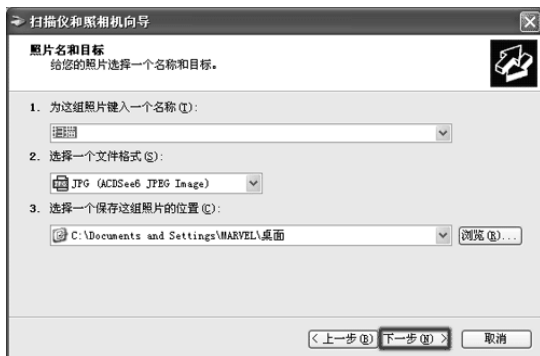 扫描仪和照相机向导
照片名和目标
给您的照片选择一个名称和目标。
1. 为这组照片键入一个名称(T):
2. 选择一个文件格式(S):
JPG (ACDSee6 JPEG Image)
3. 选择一个保存这组照片的位置(C):
C:\Documents and Settings\MARVEL\桌面
浏览(R)...
< 上一步(B) 下一步(N) > 取消